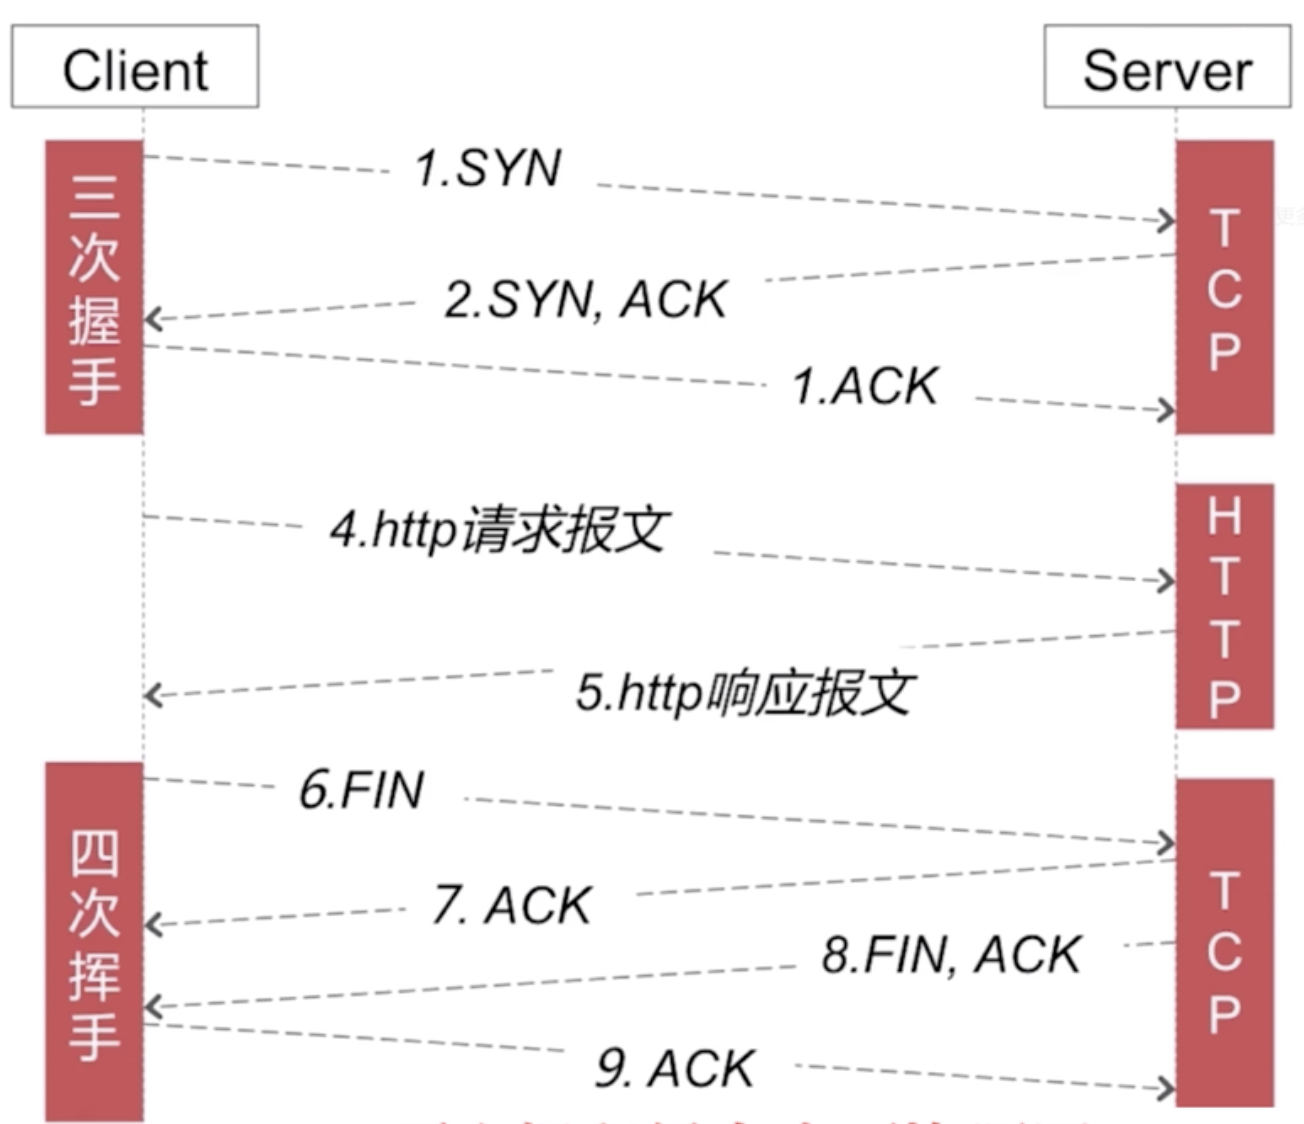 Client
Server
三次握手
1.SYN
TCP
2.SYN, ACK
1.ACK
4.http请求报文
HTTP
5.http响应报文
四次挥手
6.FIN
TCP
7. ACK
8.FIN, ACK
9. ACK